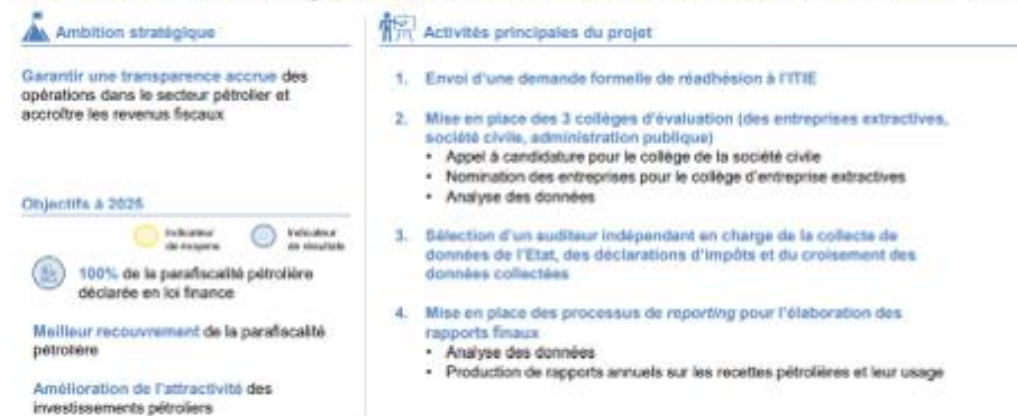 Ambition stratégique
Garantir une transparence accrue des
opérations dans le secteur pétrolier et
accroître les revenus fiscaux
Objectifs à 2025
Indicateur
de moyens
Indicateur
de résultats
100% de la parafiscalité pétrolière
déclarée en loi finance
Meilleur recouvrement de la parafiscalité
pétrolière
Amélioration de l'attractivité des
investissements pétroliers
Activités principales du projet
1. Envoi d'une demande formelle de réadhésion à l'ITIE
2. Mise en place des 3 collèges d'évaluation (des entreprises extractives,
société civile, administration publique)
• Appel à candidature pour le collège de la société civile
• Nomination des entreprises pour le collège d'entreprise extractives
• Analyse des données
3. Sélection d'un auditeur indépendant en charge de la collecte de
données de l'Etat, des déclarations d'impôts et du croisement des
données collectées
4. Mise en place des processus de reporting pour l'élaboration des
rapports finaux
• Analyse des données
• Production de rapports annuels sur les recettes pétrolières et leur usage